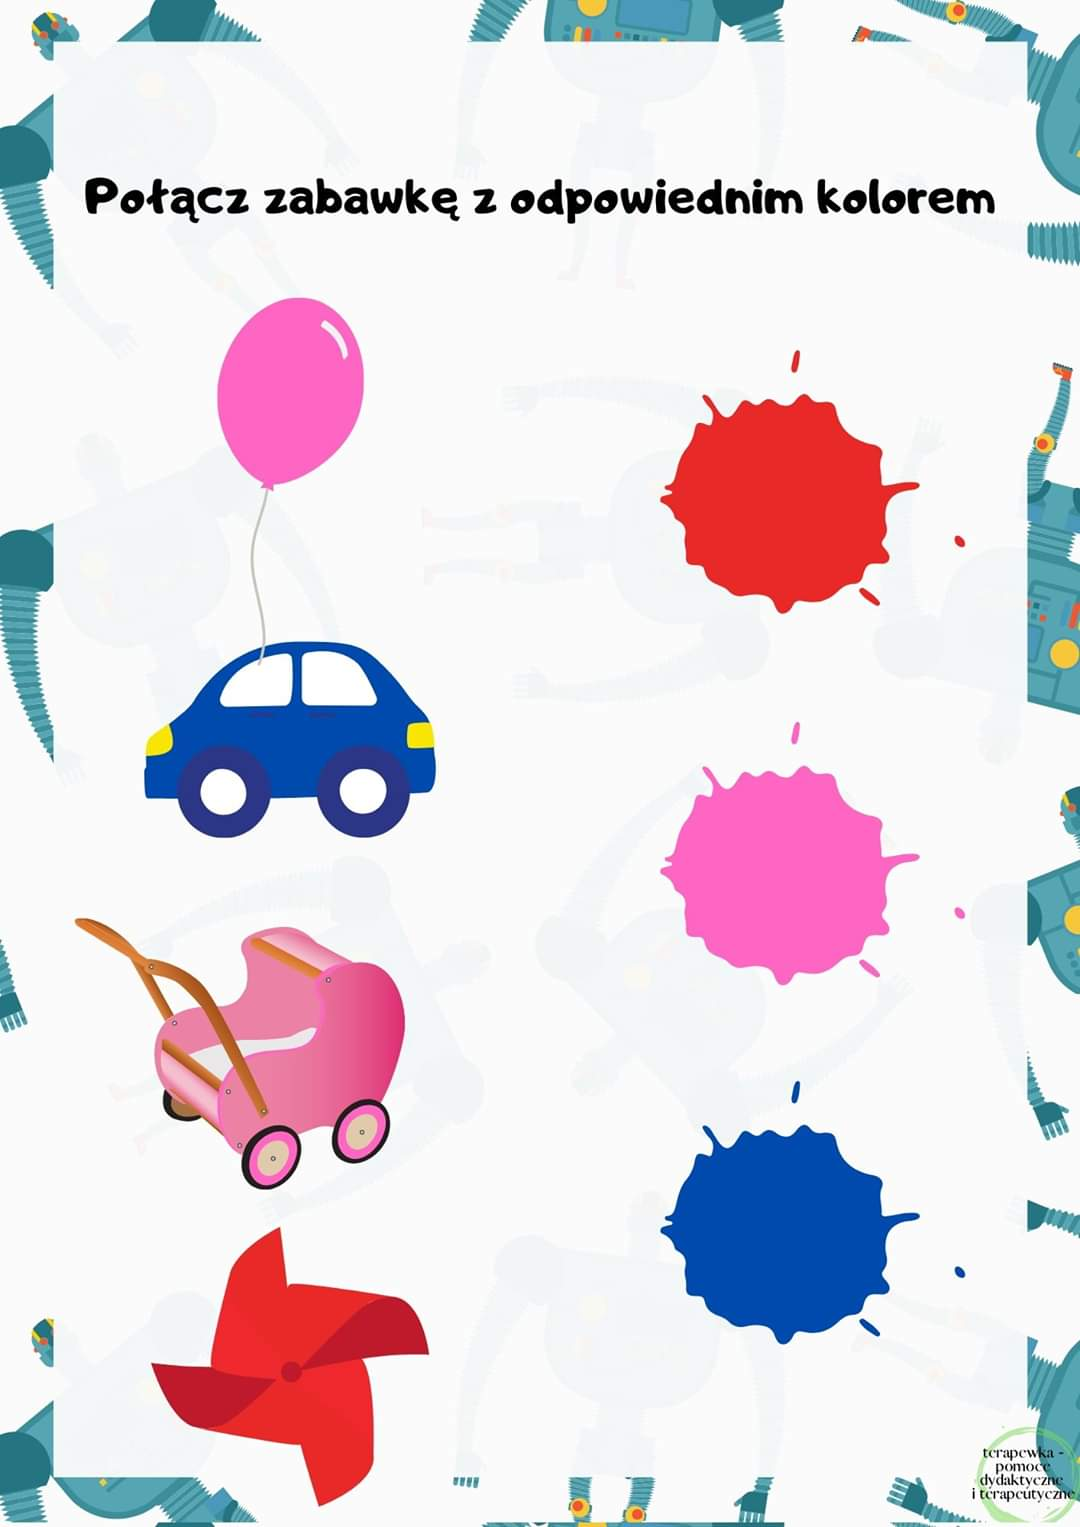 Połącz zabawkę z odpowiednim kolorem
terapewka -
pomoce
dydaktyczne
i terapeutyczne